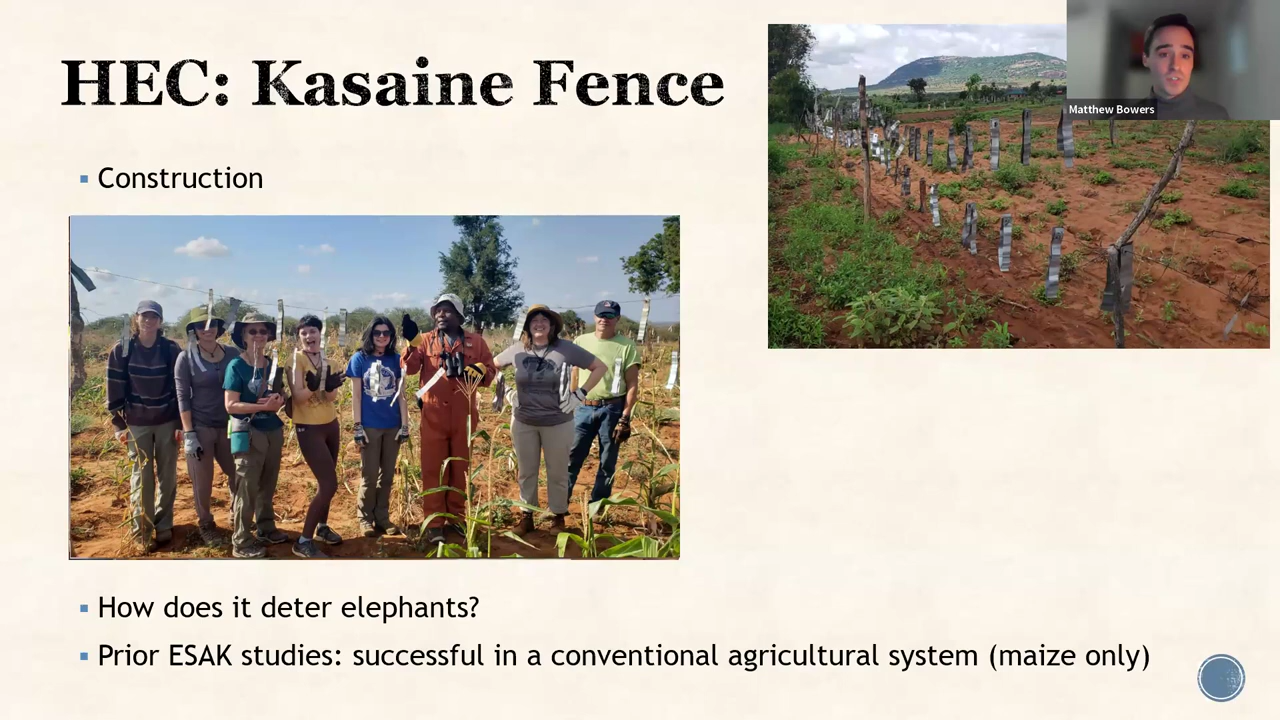 HEC: Kasaine Fence
Matthew Bowers
Construction
How does it deter elephants?
Prior ESAK studies: successful in a conventional agricultural system (maize only)